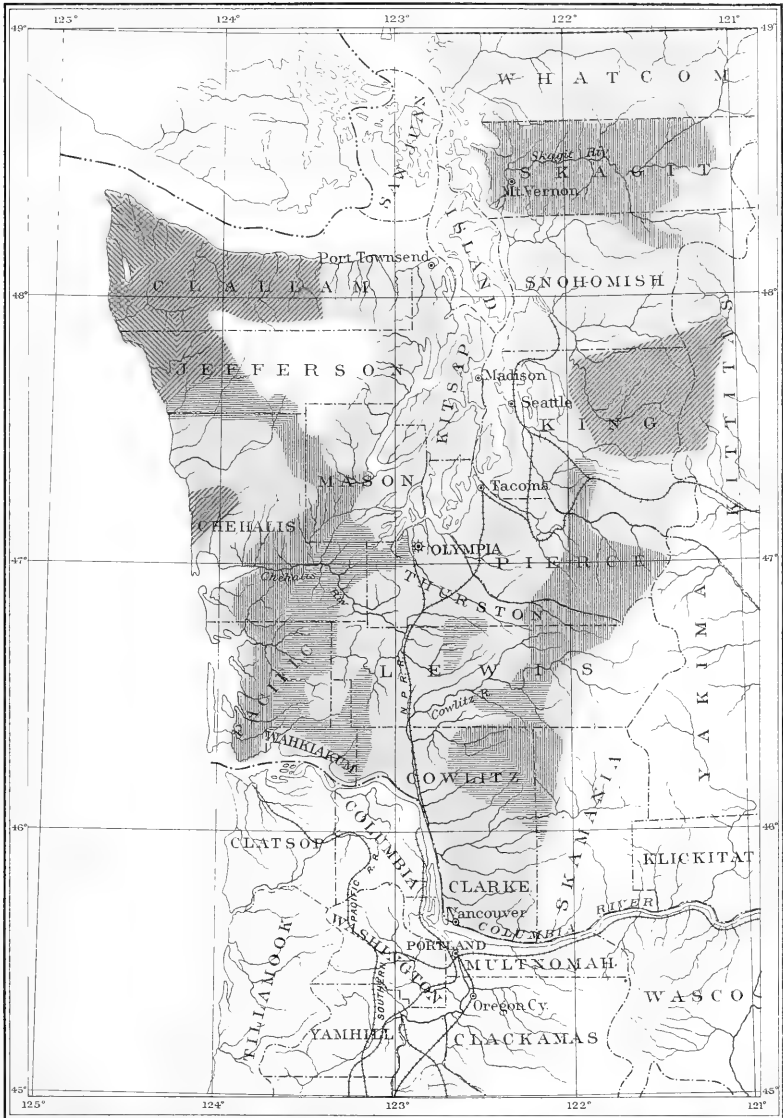 125° 124° 123° 122° 121°
49° 49°
WHATCOM
SAN JUAN
Skagit Riv
SKAGIT
Mt. Vernon
ISLAND
Port Townsend
CLALLAM
SNOHOMISH
48° 48°
JEFFERSON
KITSAP
Madison
Seattle
KING
KITTITAS
MASON
Tacoma
CHEHALIS
OLYMPIA
47° 47°
Chehalis
Riv
PIERCE
THURSTON
YAKIMA
PACIFIC
LEWIS
N.P.R.R.
Cowlitz R.
WAHKIAKUM
COWLITZ
SKAMANIA
46° 46°
COLUMBIA
CLATSOP
KLICKITAT
PACIFIC R.R.
CLARKE
Vancouver
COLUMBIA RIVER
WASHINGTON
PORTLAND
MULTNOMAH
TILLAMOOK
SOUTHERN
Oregon Cy.
WASCO
YAMHILL
CLACKAMAS
45° 45°
125° 124° 123° 122° 121°